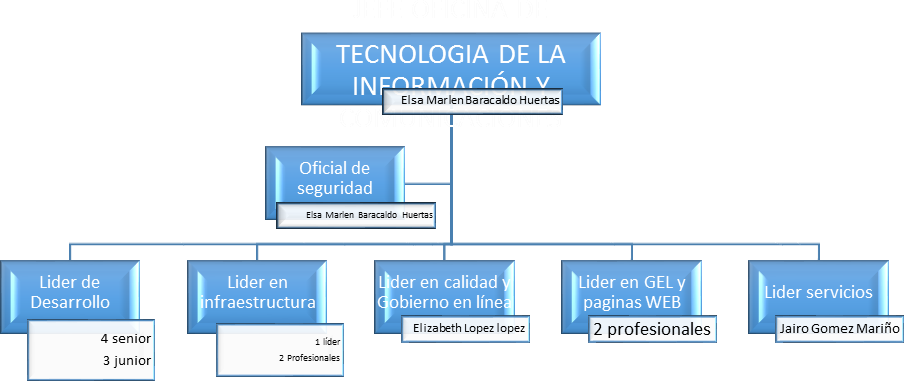 TECNOLOGIA DE LA
INFORMACIÓN Y
Elsa Marlen Baracaldo Huertas
Oficial de
seguridad
Elsa Marlen Baracaldo Huertas
Lider de
Desarrollo
4 senior
3 junior
Lider en
infraestructura
1 líder
2 Profesionales
Lider en calidad y
Gobierno en línea
Elizabeth Lopez lopez
Lider en GEL y
paginas WEB
2 profesionales
Lider servicios
Jairo Gomez Mariño